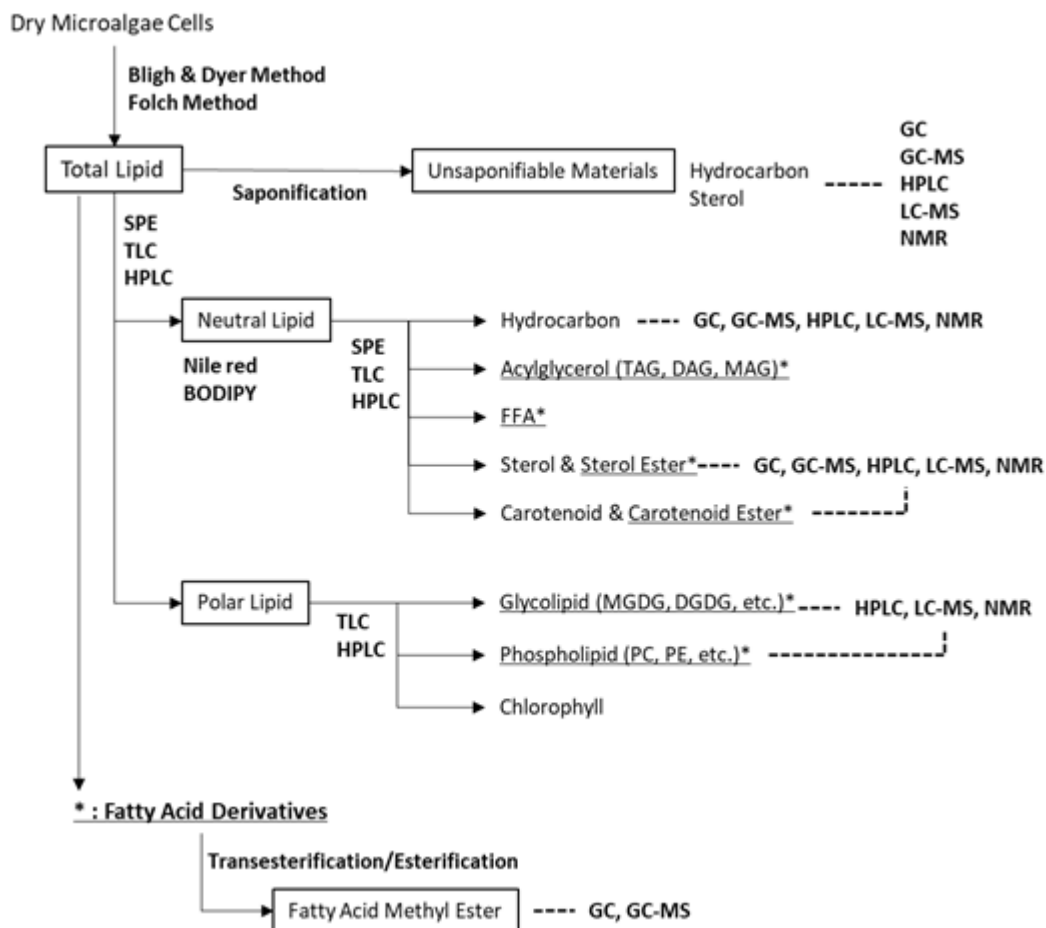 Dry Microalgae Cells
Bligh & Dyer Method
Folch Method
Total Lipid
Saponification
Unsaponifiable Materials
Hydrocarbon
Sterol
GC
GC-MS
HPLC
LC-MS
NMR
SPE
TLC
HPLC
Neutral Lipid
Nile red
BODIPY
SPE
TLC
HPLC
Hydrocarbon
GC, GC-MS, HPLC, LC-MS, NMR
Acylglycerol (TAG, DAG, MAG)*
FFA*
Sterol & Sterol Ester*
GC, GC-MS, HPLC, LC-MS, NMR
Carotenoid & Carotenoid Ester*
Polar Lipid
TLC
HPLC
Glycolipid (MGDG, DGDG, etc.)*
HPLC, LC-MS, NMR
Phospholipid (PC, PE, etc.)*
Chlorophyll
* : Fatty Acid Derivatives
Transesterification/Esterification
Fatty Acid Methyl Ester
GC, GC-MS